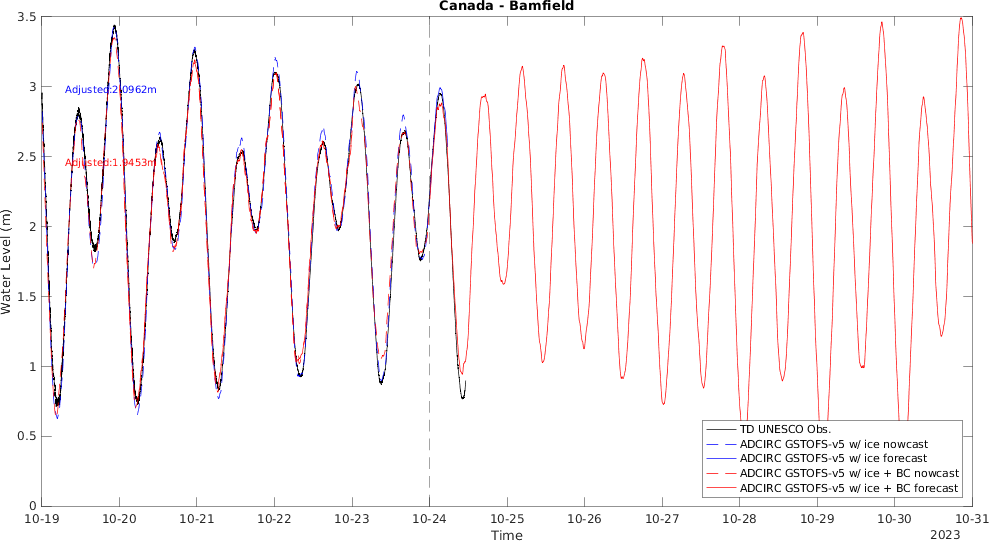 Canada - Bamfield
3.5
3
2.5
2
1.5
1
0.5
0
Water Level (m)
Adjusted:2.0962m
Adjusted:1.9453m
TD UNESCO Obs.
ADCIRC GSTOFS-v5 w/ ice nowcast
ADCIRC GSTOFS-v5 w/ ice forecast
ADCIRC GSTOFS-v5 w/ ice + BC nowcast
ADCIRC GSTOFS-v5 w/ ice + BC forecast
10-19 10-20 10-21 10-22 10-23 10-24 10-25 10-26 10-27 10-28 10-29 10-30 10-31
Time
2023